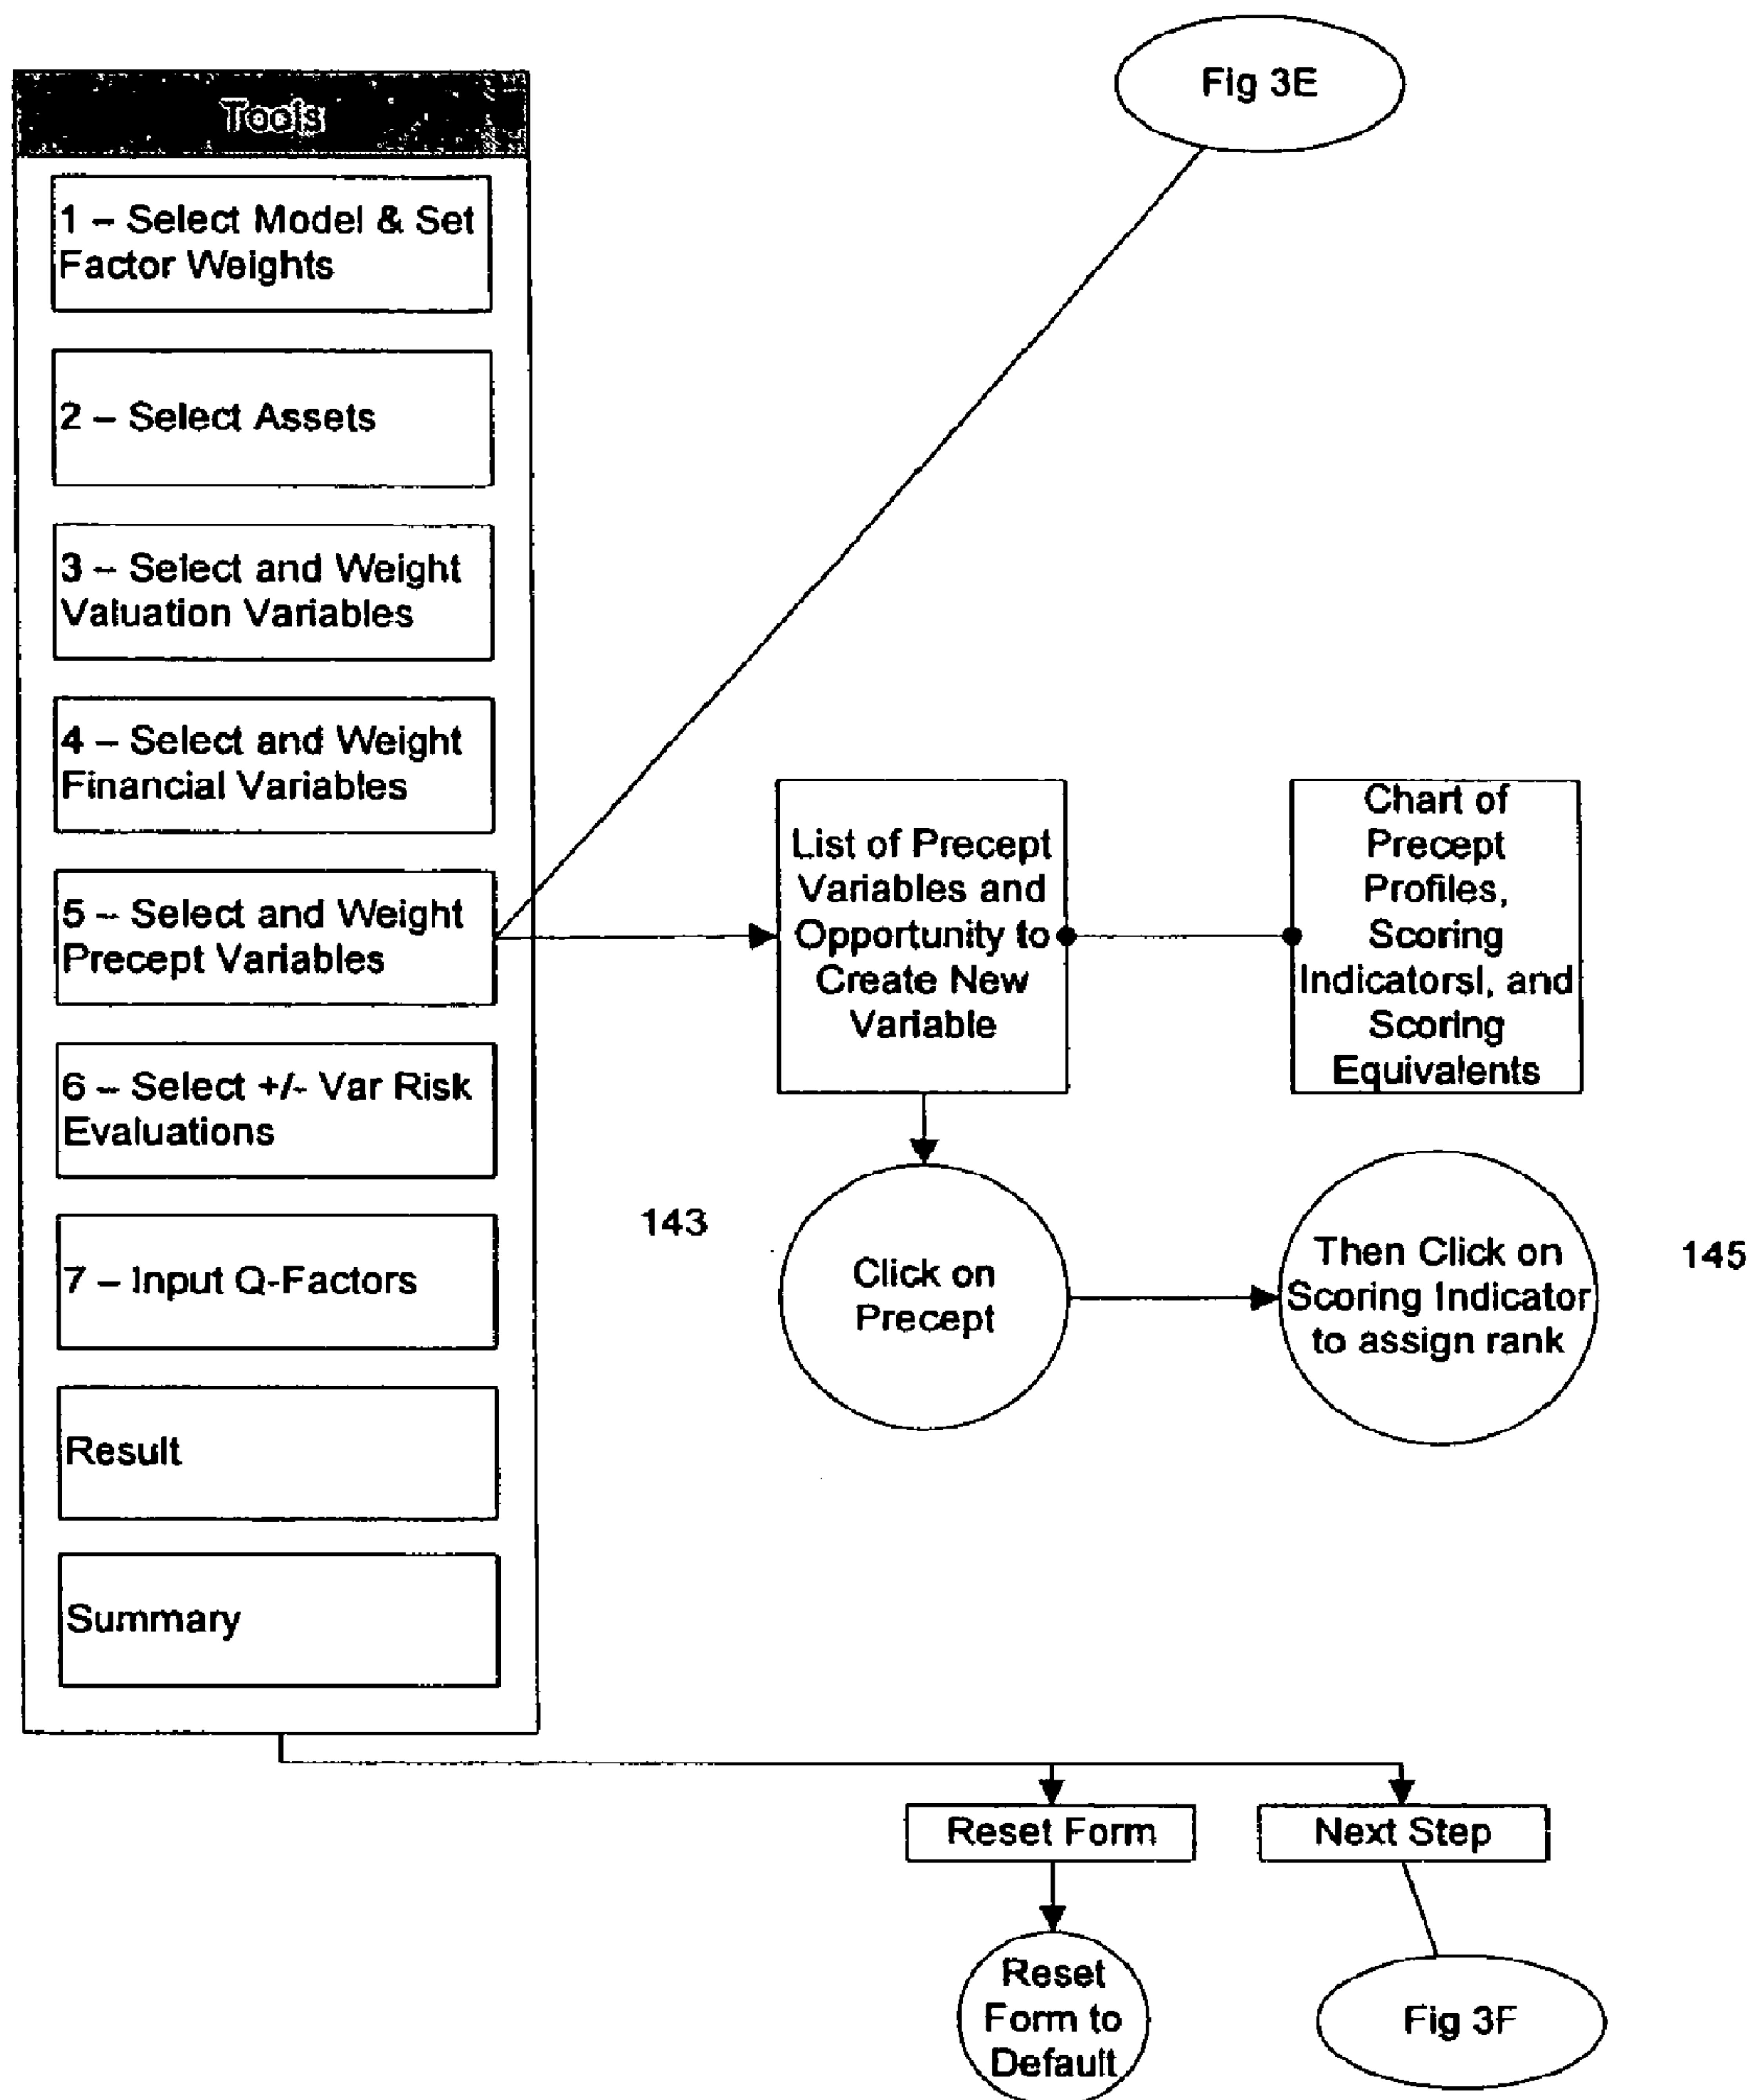 Fig 3E
Tools
1 – Select Model & Set
Factor Weights
2 – Select Assets
3 – Select and Weight
Valuation Variables
4 – Select and Weight
Financial Variables
5 – Select and Weight
Precept Variables
6 – Select +/- Var Risk
Evaluations
7 – Input Q-Factors
Result
Summary
List of Precept
Variables and
Opportunity to
Create New
Variable
Chart of
Precept
Profiles,
Scoring
Indicatorsl, and
Scoring
Equivalents
143
Click on
Precept
Then Click on
Scoring Indicator
to assign rank
145
Reset Form
Next Step
Reset
Form to
Default
Fig 3F